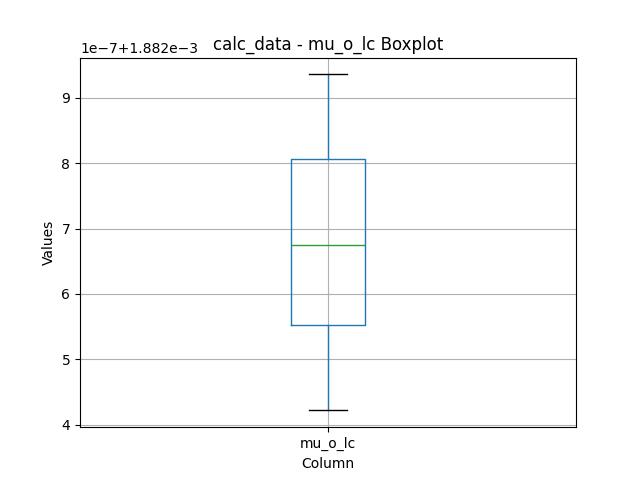 calc_data - mu_o_lc Boxplot
1e-7+1.882e-3
9
8
7
6
5
4
Values
mu_o_lc
Column